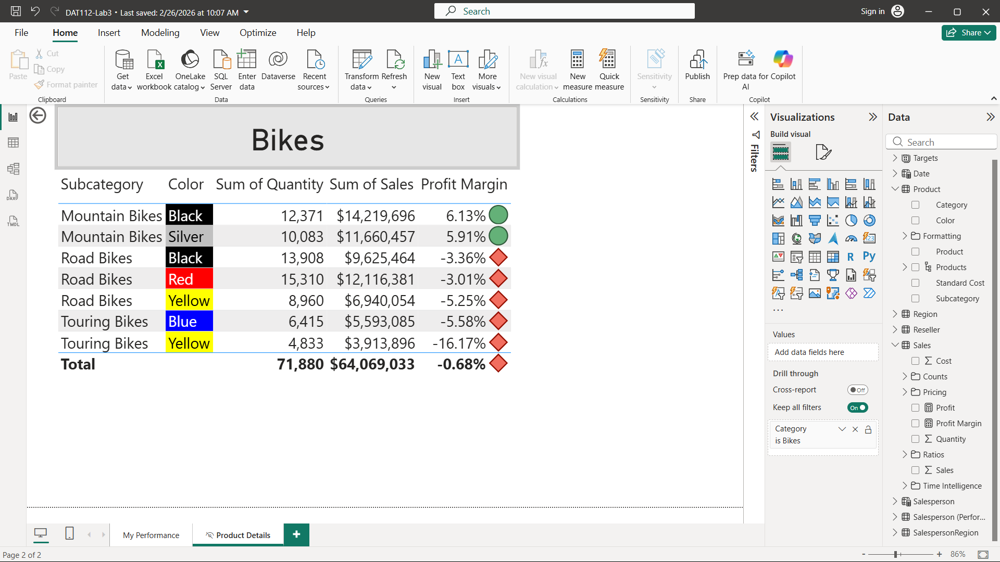 DAT112-Lab3 • Last saved: 2/26/2026 at 10:07 AM
Search
Sign in
File
Home
Insert
Modeling
View
Optimize
Help
Share
Paste
Cut
Copy
Format painter
Clipboard
Get data
Excel workbook
OneLake catalog
SQL Server
Enter data
Dataverse
Recent sources
Data
Transform data
Refresh
Queries
New visual
Text box
More visuals
Insert
New visual calculation
New measure
Quick measure
Calculations
Sensitivity
Sensitivity
Publish
Share
Prep data for AI
Copilot
Copilot
DAX
TMDL
Bikes
Subcategory Color Sum of Quantity Sum of Sales Profit Margin
Mountain Bikes Black 12,371 $14,219,696 6.13%
Mountain Bikes Silver 10,083 $11,660,457 5.91%
Road Bikes Black 13,908 $9,625,464 -3.36%
Road Bikes Red 15,310 $12,116,381 -3.01%
Road Bikes Yellow 8,960 $6,940,054 -5.25%
Touring Bikes Blue 6,415 $5,593,085 -5.58%
Touring Bikes Yellow 4,833 $3,913,896 -16.17%
Total 71,880 $64,069,033 -0.68%
Filters
Visualizations
Build visual
123
R
Py
...
Values
Add data fields here
Drill through
Cross-report
Off
Keep all filters
On
Category
is Bikes
Data
Search
Targets
Date
Product
Category
Color
Formatting
Product
Products
Standard Cost
Subcategory
Region
Reseller
Sales
Cost
Counts
Pricing
Profit
Profit Margin
Quantity
Ratios
Sales
Time Intelligence
Salesperson
Salesperson (Perfor...
SalespersonRegion
My Performance
Product Details
Page 2 of 2
- + 86%